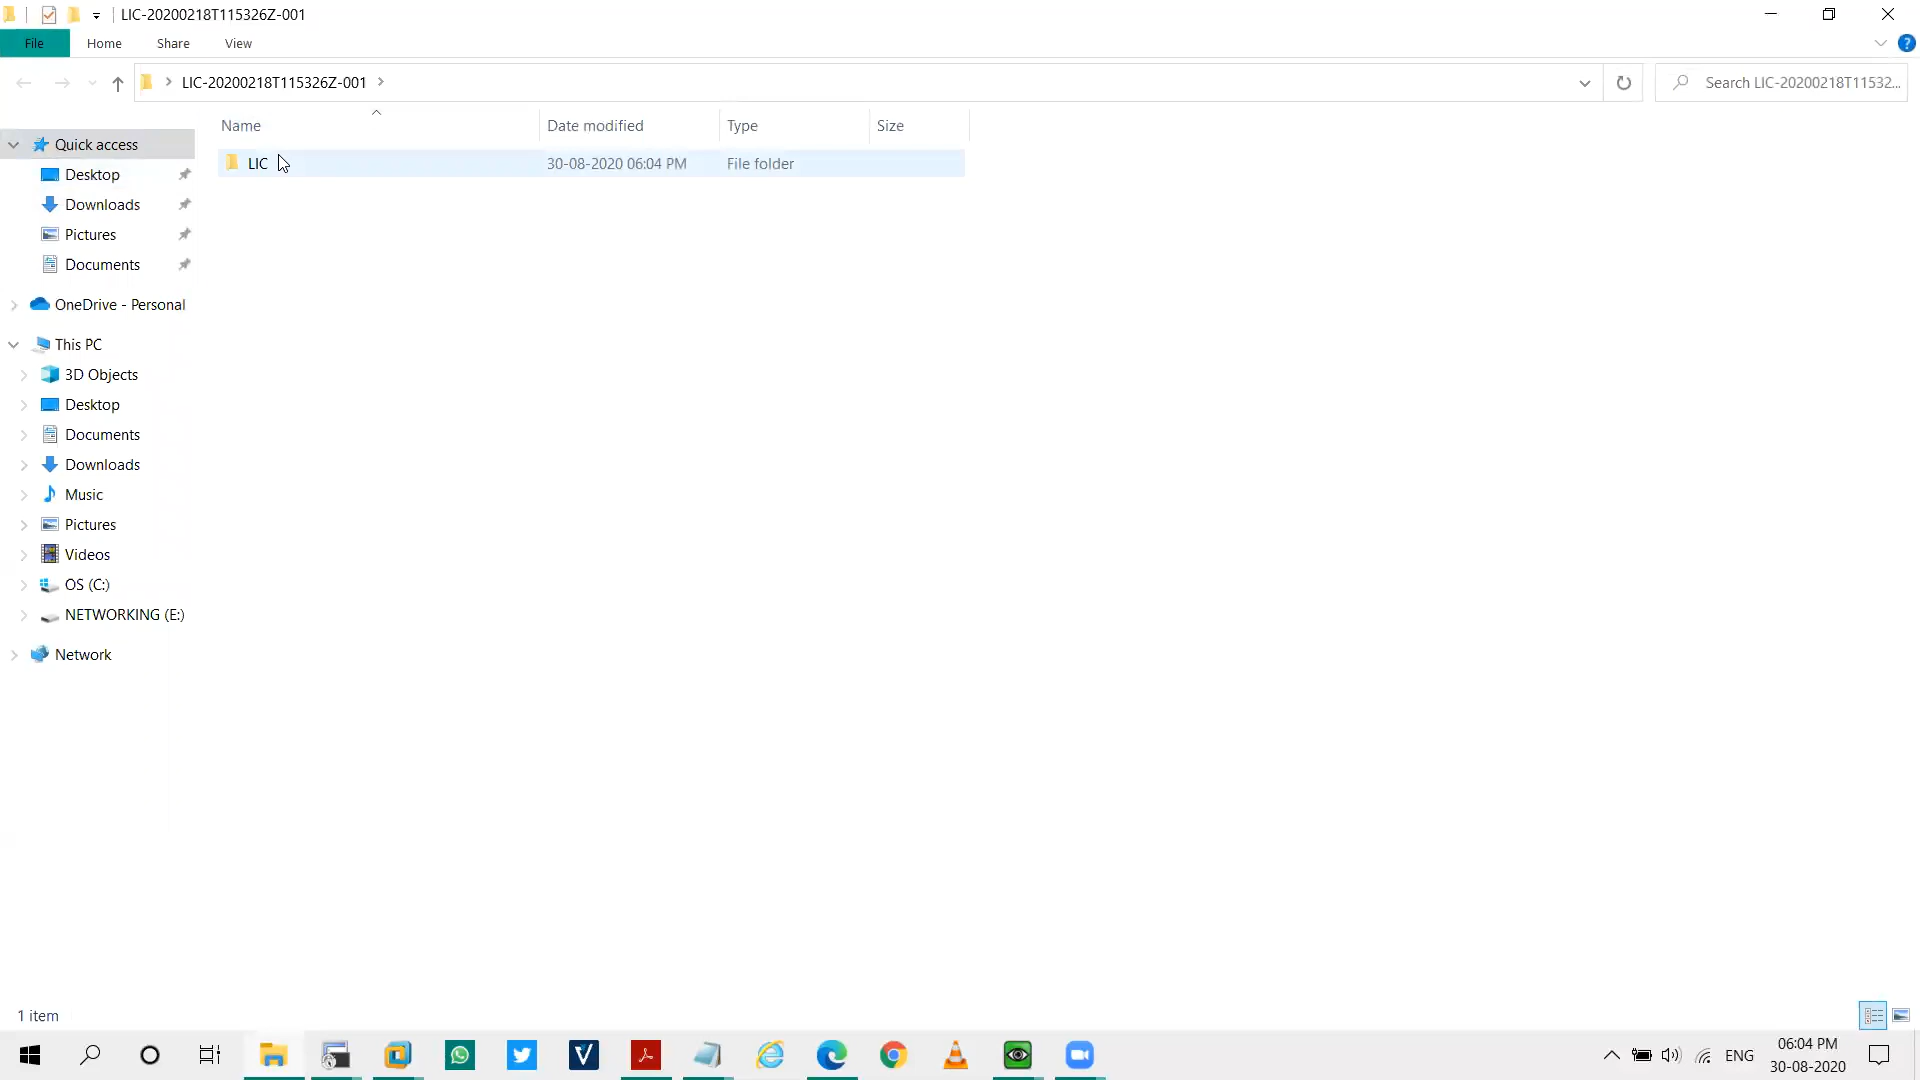 LIC-20200218T115326Z-001
File Home Share View
LIC-20200218T115326Z-001
Search LIC-20200218T11532...
Name Date modified Type Size
LIC 30-08-2020 06:04 PM File folder
Quick access
Desktop
Downloads
Pictures
Documents
OneDrive - Personal
This PC
3D Objects
Desktop
Documents
Downloads
Music
Pictures
Videos
OS (C:)
NETWORKING (E:)
Network
1 item
ENG
06:04 PM
30-08-2020